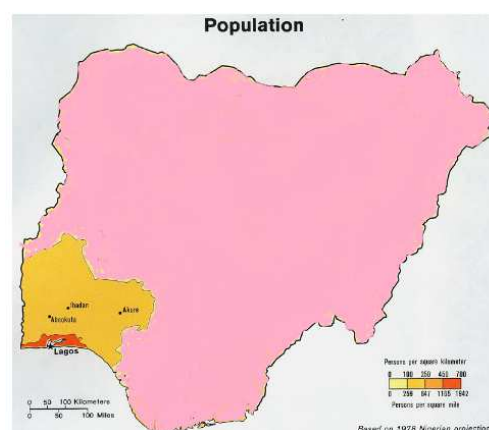 Population
Ibadan
Abeokuta
Akure
Lagos
Persons per square kilometer
0 100 250 450 700
0 259 647 1165 1942
Persons per square mile
0 50 100 Kilometers
0 50 100 Miles
Based on 1978 Nigerian projection